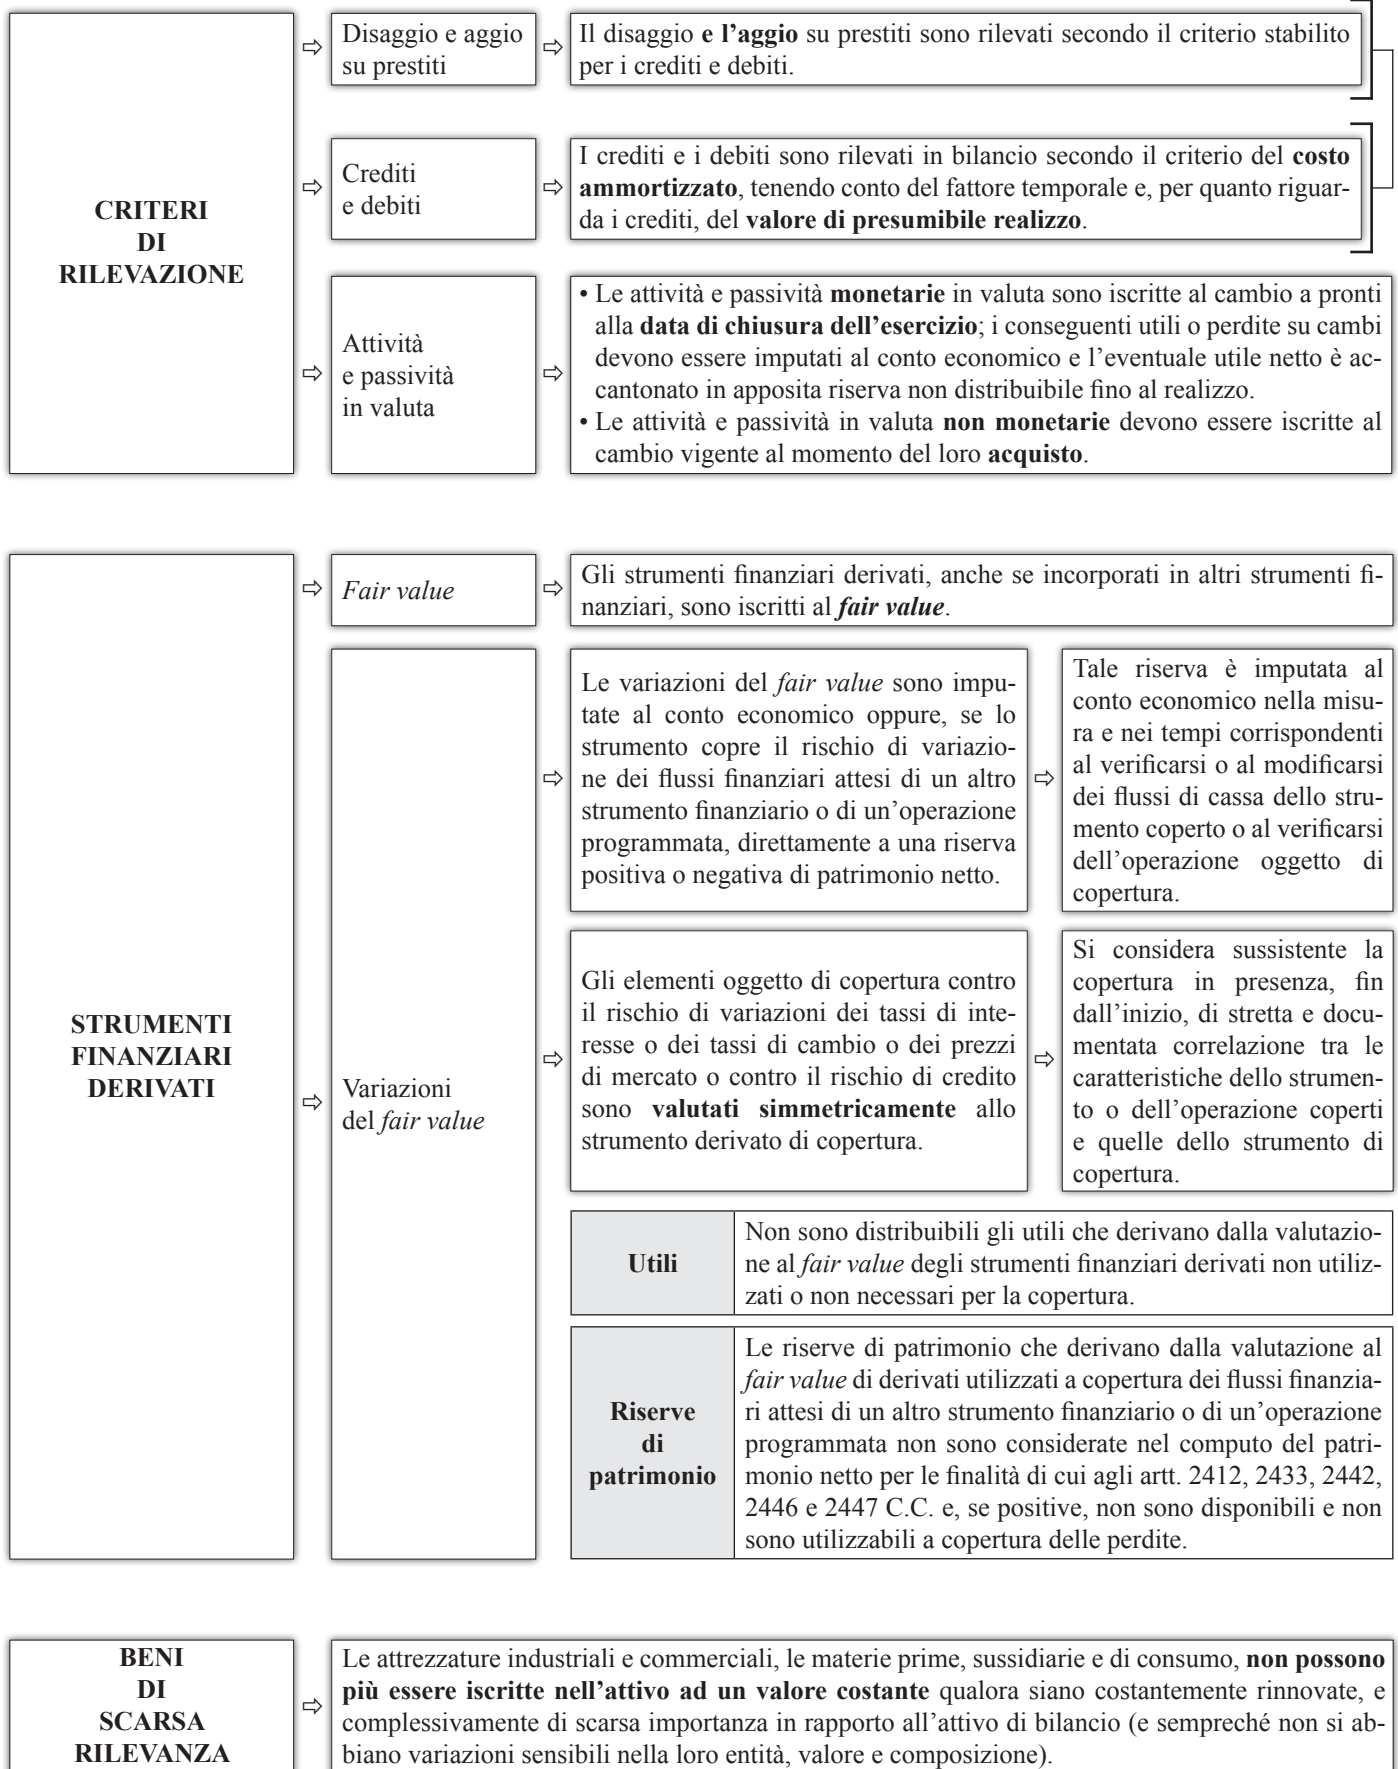 CRITERI
DI
RILEVAZIONE
Disaggio e aggio
su prestiti
Il disaggio e l'aggio su prestiti sono rilevati secondo il criterio stabilito
per i crediti e debiti.
Crediti
e debiti
I crediti e i debiti sono rilevati in bilancio secondo il criterio del costo
ammortizzato, tenendo conto del fattore temporale e, per quanto riguar-
da i crediti, del valore di presumibile realizzo.
Attività
e passività
in valuta
• Le attività e passività monetarie in valuta sono iscritte al cambio a pronti
alla data di chiusura dell'esercizio; i conseguenti utili o perdite su cambi
devono essere imputati al conto economico e l'eventuale utile netto è ac-
cantonato in apposita riserva non distribuibile fino al realizzo.
• Le attività e passività in valuta non monetarie devono essere iscritte al
cambio vigente al momento del loro acquisto.
STRUMENTI
FINANZIARI
DERIVATI
Fair value
Gli strumenti finanziari derivati, anche se incorporati in altri strumenti fi-
nanziari, sono iscritti al fair value.
Variazioni
del fair value
Le variazioni del fair value sono impu-
tate al conto economico oppure, se lo
strumento copre il rischio di variazio-
ne dei flussi finanziari attesi di un altro
strumento finanziario o di un'operazione
programmata, direttamente a una riserva
positiva o negativa di patrimonio netto.
Tale riserva è imputata al
conto economico nella misu-
ra e nei tempi corrispondenti
al verificarsi o al modificarsi
dei flussi di cassa dello stru-
mento coperto o al verificarsi
dell'operazione oggetto di
copertura.
Gli elementi oggetto di copertura contro
il rischio di variazioni dei tassi di inte-
resse o dei tassi di cambio o dei prezzi
di mercato o contro il rischio di credito
sono valutati simmetricamente allo
strumento derivato di copertura.
Si considera sussistente la
copertura in presenza, fin
dall'inizio, di stretta e docu-
mentata correlazione tra le
caratteristiche dello strumen-
to o dell'operazione coperti
e quelle dello strumento di
copertura.
Utili
Non sono distribuibili gli utili che derivano dalla valutazio-
ne al fair value degli strumenti finanziari derivati non utiliz-
zati o non necessari per la copertura.
Riserve
di
patrimonio
Le riserve di patrimonio che derivano dalla valutazione al
fair value di derivati utilizzati a copertura dei flussi finanzia-
ri attesi di un altro strumento finanziario o di un'operazione
programmata non sono considerate nel computo del patri-
monio netto per le finalità di cui agli artt. 2412, 2433, 2442,
2446 e 2447 C.C. e, se positive, non sono disponibili e non
sono utilizzabili a copertura delle perdite.
BENI
DI
SCARSA
RILEVANZA
Le attrezzature industriali e commerciali, le materie prime, sussidiarie e di consumo, non possono
più essere iscritte nell'attivo ad un valore costante qualora siano costantemente rinnovate, e
complessivamente di scarsa importanza in rapporto all'attivo di bilancio (e sempreché non si ab-
biano variazioni sensibili nella loro entità, valore e composizione).